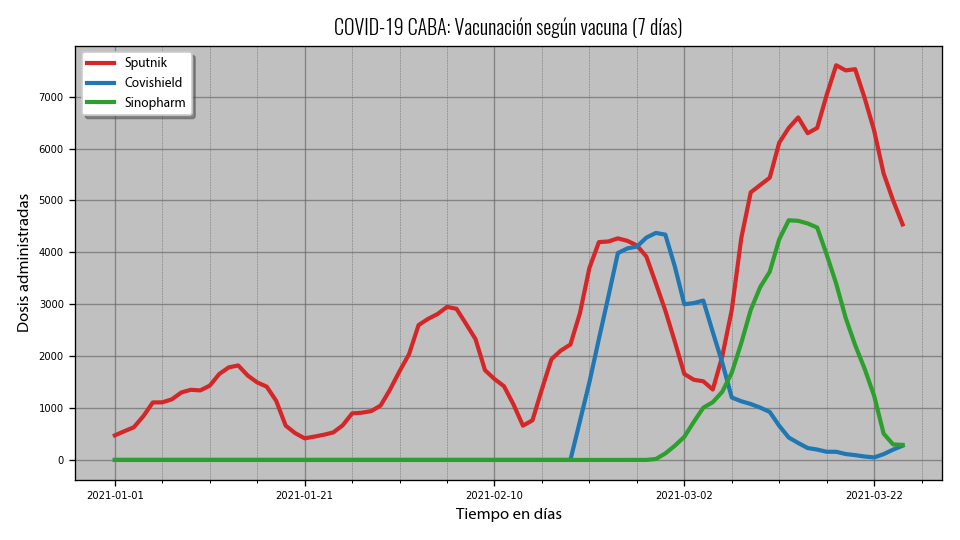 COVID-19 CABA: Vacunación según vacuna (7 días)
Sputnik
Covishield
Sinopharm
Dosis administradas
7000
6000
5000
4000
3000
2000
1000
0
2021-01-01 2021-01-21 2021-02-10 2021-03-02 2021-03-22
Tiempo en días